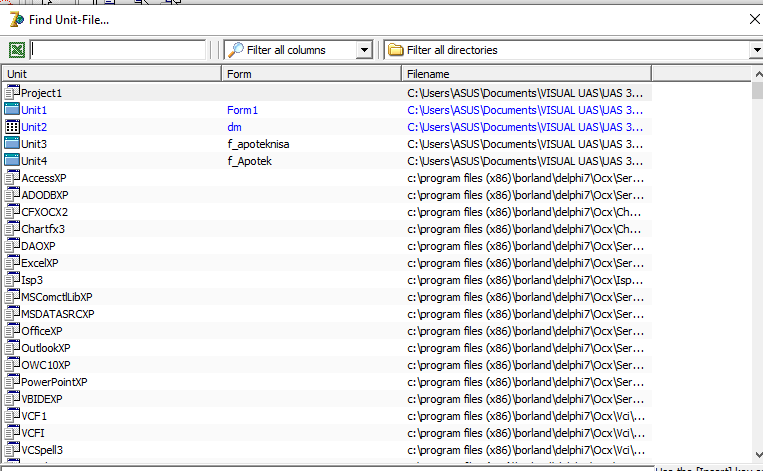 Find Unit-File...
Filter all columns Filter all directories
Unit Form Filename
Project1 C:\Users\ASUS\Documents\VISUAL UAS\UAS 3...
Unit1 Form1 C:\Users\ASUS\Documents\VISUAL UAS\UAS 3...
Unit2 dm C:\Users\ASUS\Documents\VISUAL UAS\UAS 3...
Unit3 f_apoteknisa C:\Users\ASUS\Documents\VISUAL UAS\UAS 3...
Unit4 f_Apotek C:\Users\ASUS\Documents\VISUAL UAS\UAS 3...
AccessXP c:\program files (x86)\borland\delphi7\Ocx\Ser...
ADODBXP c:\program files (x86)\borland\delphi7\Ocx\Ser...
CFXOCX2 c:\program files (x86)\borland\delphi7\Ocx\Ch...
Chartfx3 c:\program files (x86)\borland\delphi7\Ocx\Ch...
DAOXP c:\program files (x86)\borland\delphi7\Ocx\Ser...
ExcelXP c:\program files (x86)\borland\delphi7\Ocx\Ser...
Isp3 c:\program files (x86)\borland\delphi7\Ocx\Isp...
MSComctlLibXP c:\program files (x86)\borland\delphi7\Ocx\Ser...
MSDATASRCXP c:\program files (x86)\borland\delphi7\Ocx\Ser...
OfficeXP c:\program files (x86)\borland\delphi7\Ocx\Ser...
OutlookXP c:\program files (x86)\borland\delphi7\Ocx\Ser...
OWC10XP c:\program files (x86)\borland\delphi7\Ocx\Ser...
PowerPointXP c:\program files (x86)\borland\delphi7\Ocx\Ser...
VBIDEXP c:\program files (x86)\borland\delphi7\Ocx\Ser...
VCF1 c:\program files (x86)\borland\delphi7\Ocx\Vci\...
VCFI c:\program files (x86)\borland\delphi7\Ocx\Vci\...
VCSpell3 c:\program files (x86)\borland\delphi7\Ocx\Vci\...